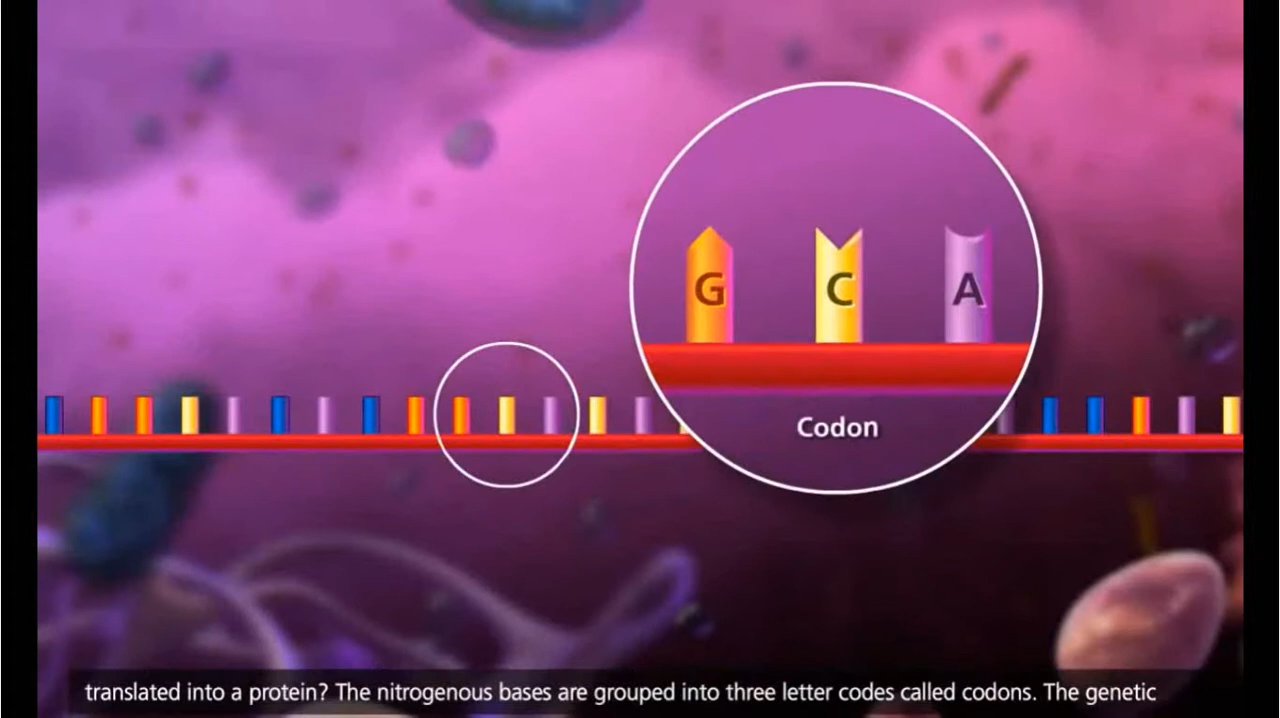 G C A
Codon
translated into a protein? The nitrogenous bases are grouped into three letter codes called codons. The genetic